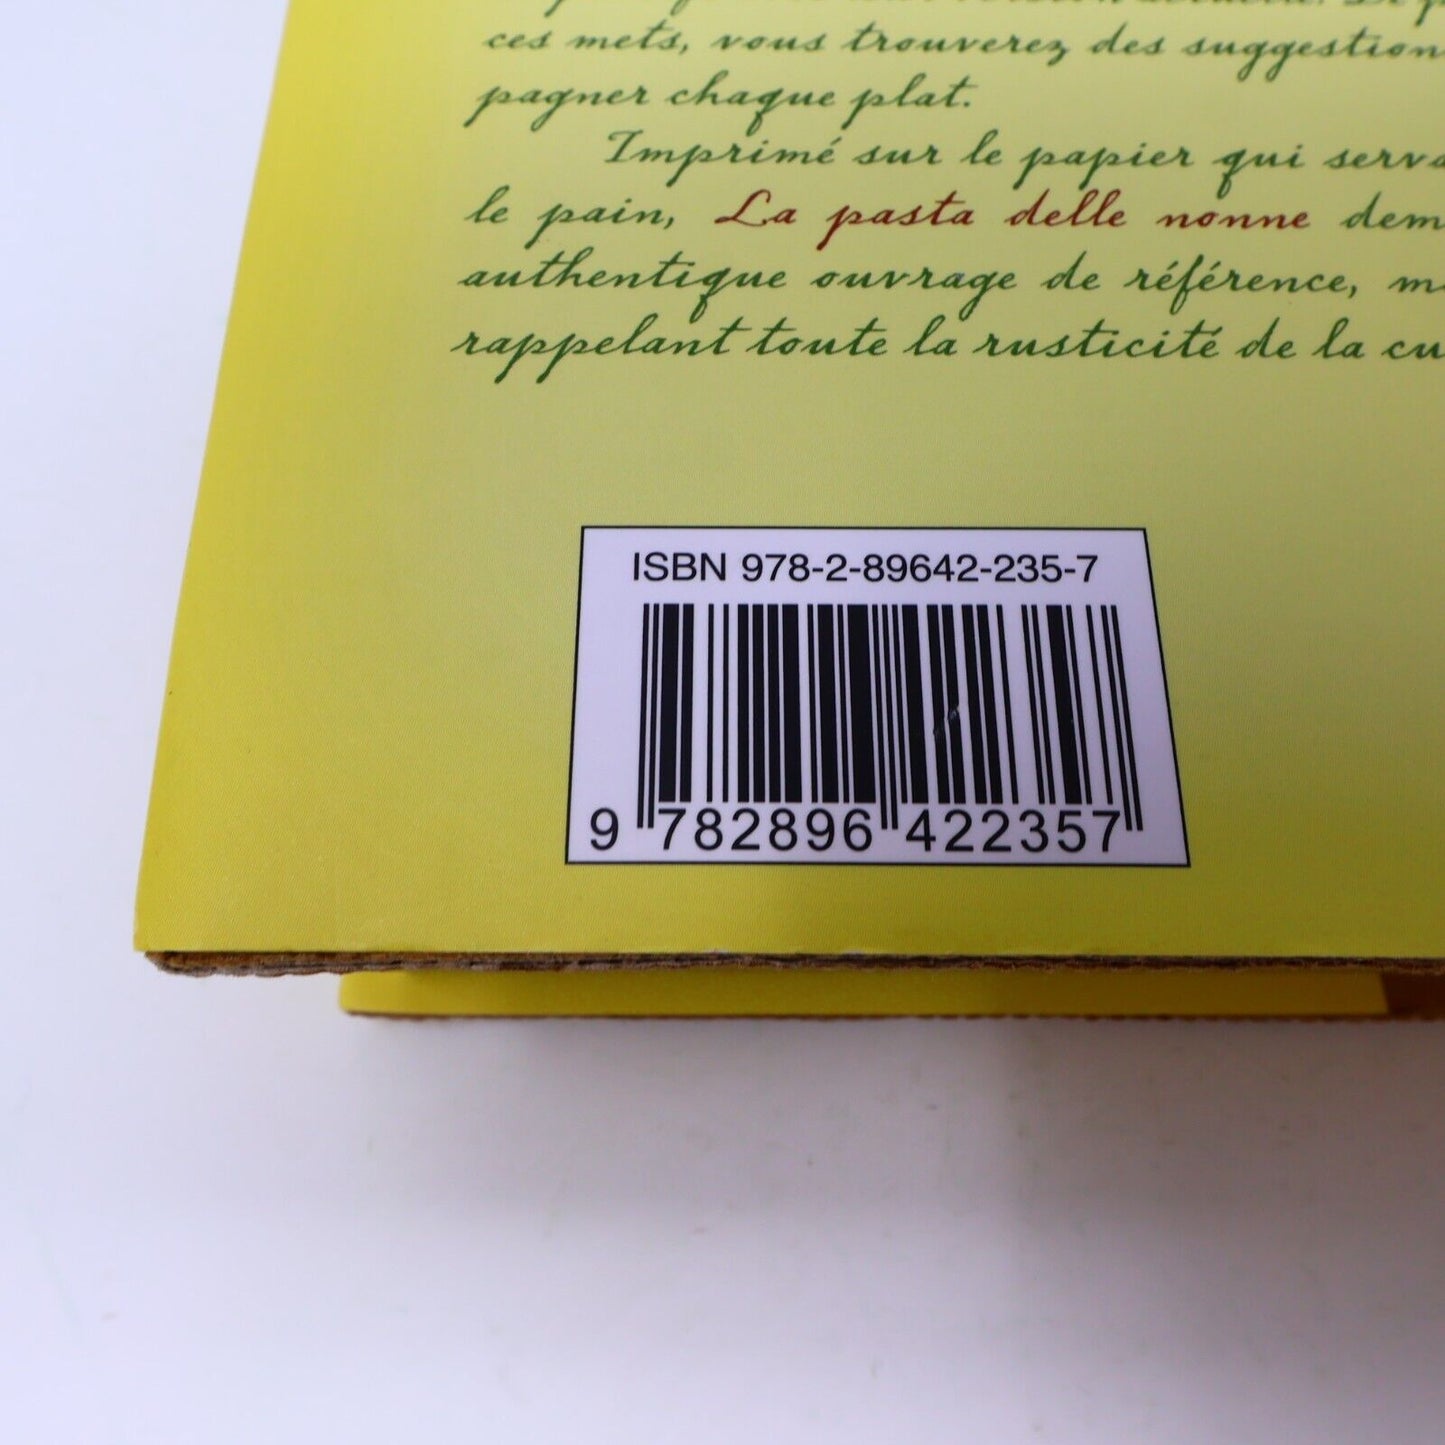 ces mets, vous trouverez des suggestion
pagner chaque plat.
Imprimé sur le papier qui serva
le pain, La pasta delle nonne dem
authentique ouvrage de référence, m
rappelant toute la rusticité de la cu
ISBN 978-2-89642-235-7
9 782896 422357